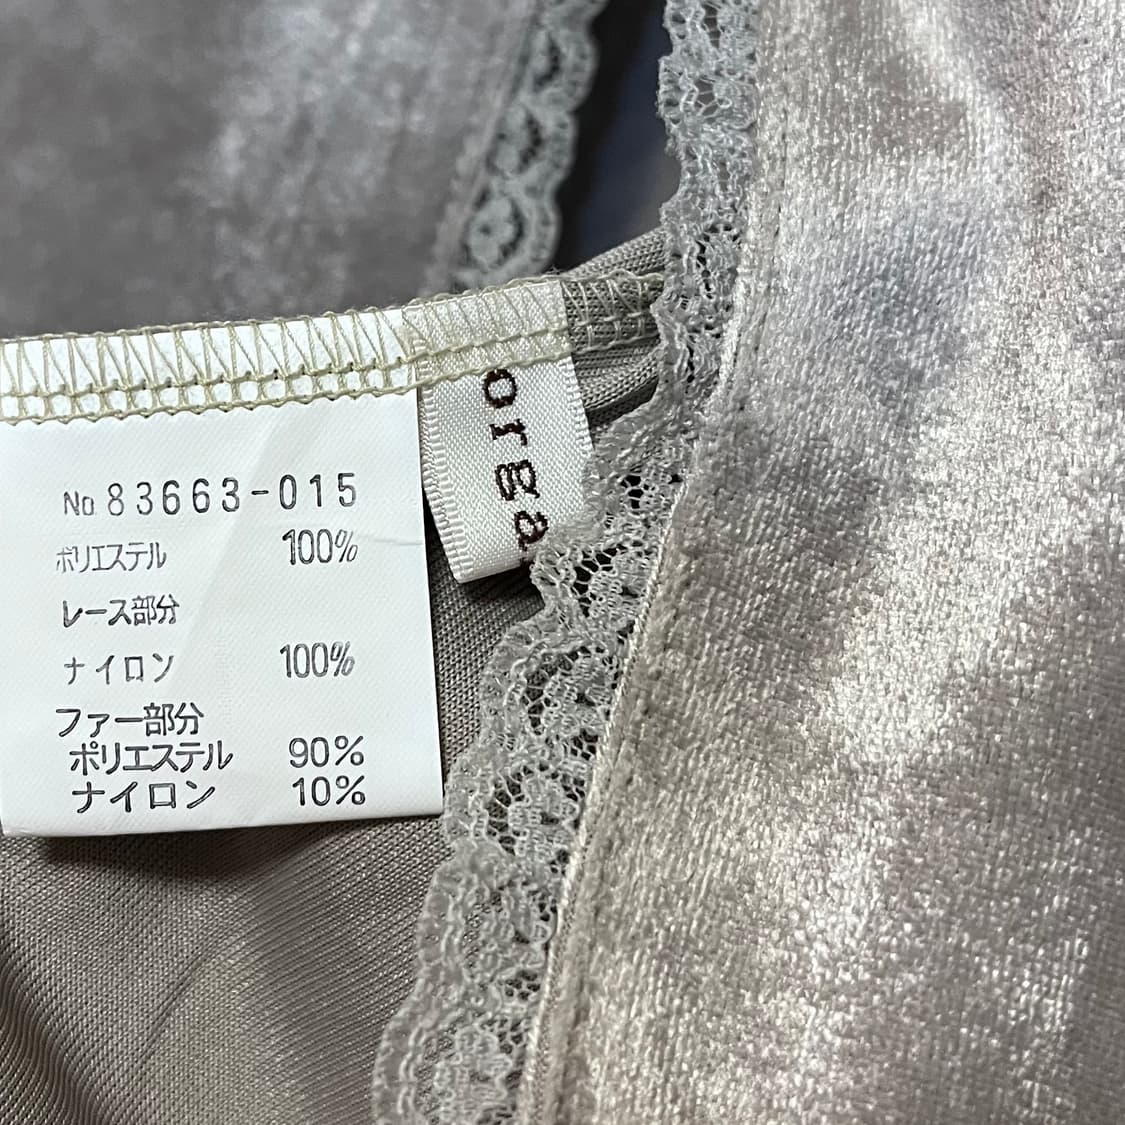 No. 83663-015
ポリエステル 100%
レース部分
ナイロン 100%
ファー部分
ポリエステル 90%
ナイロン 10%
orga